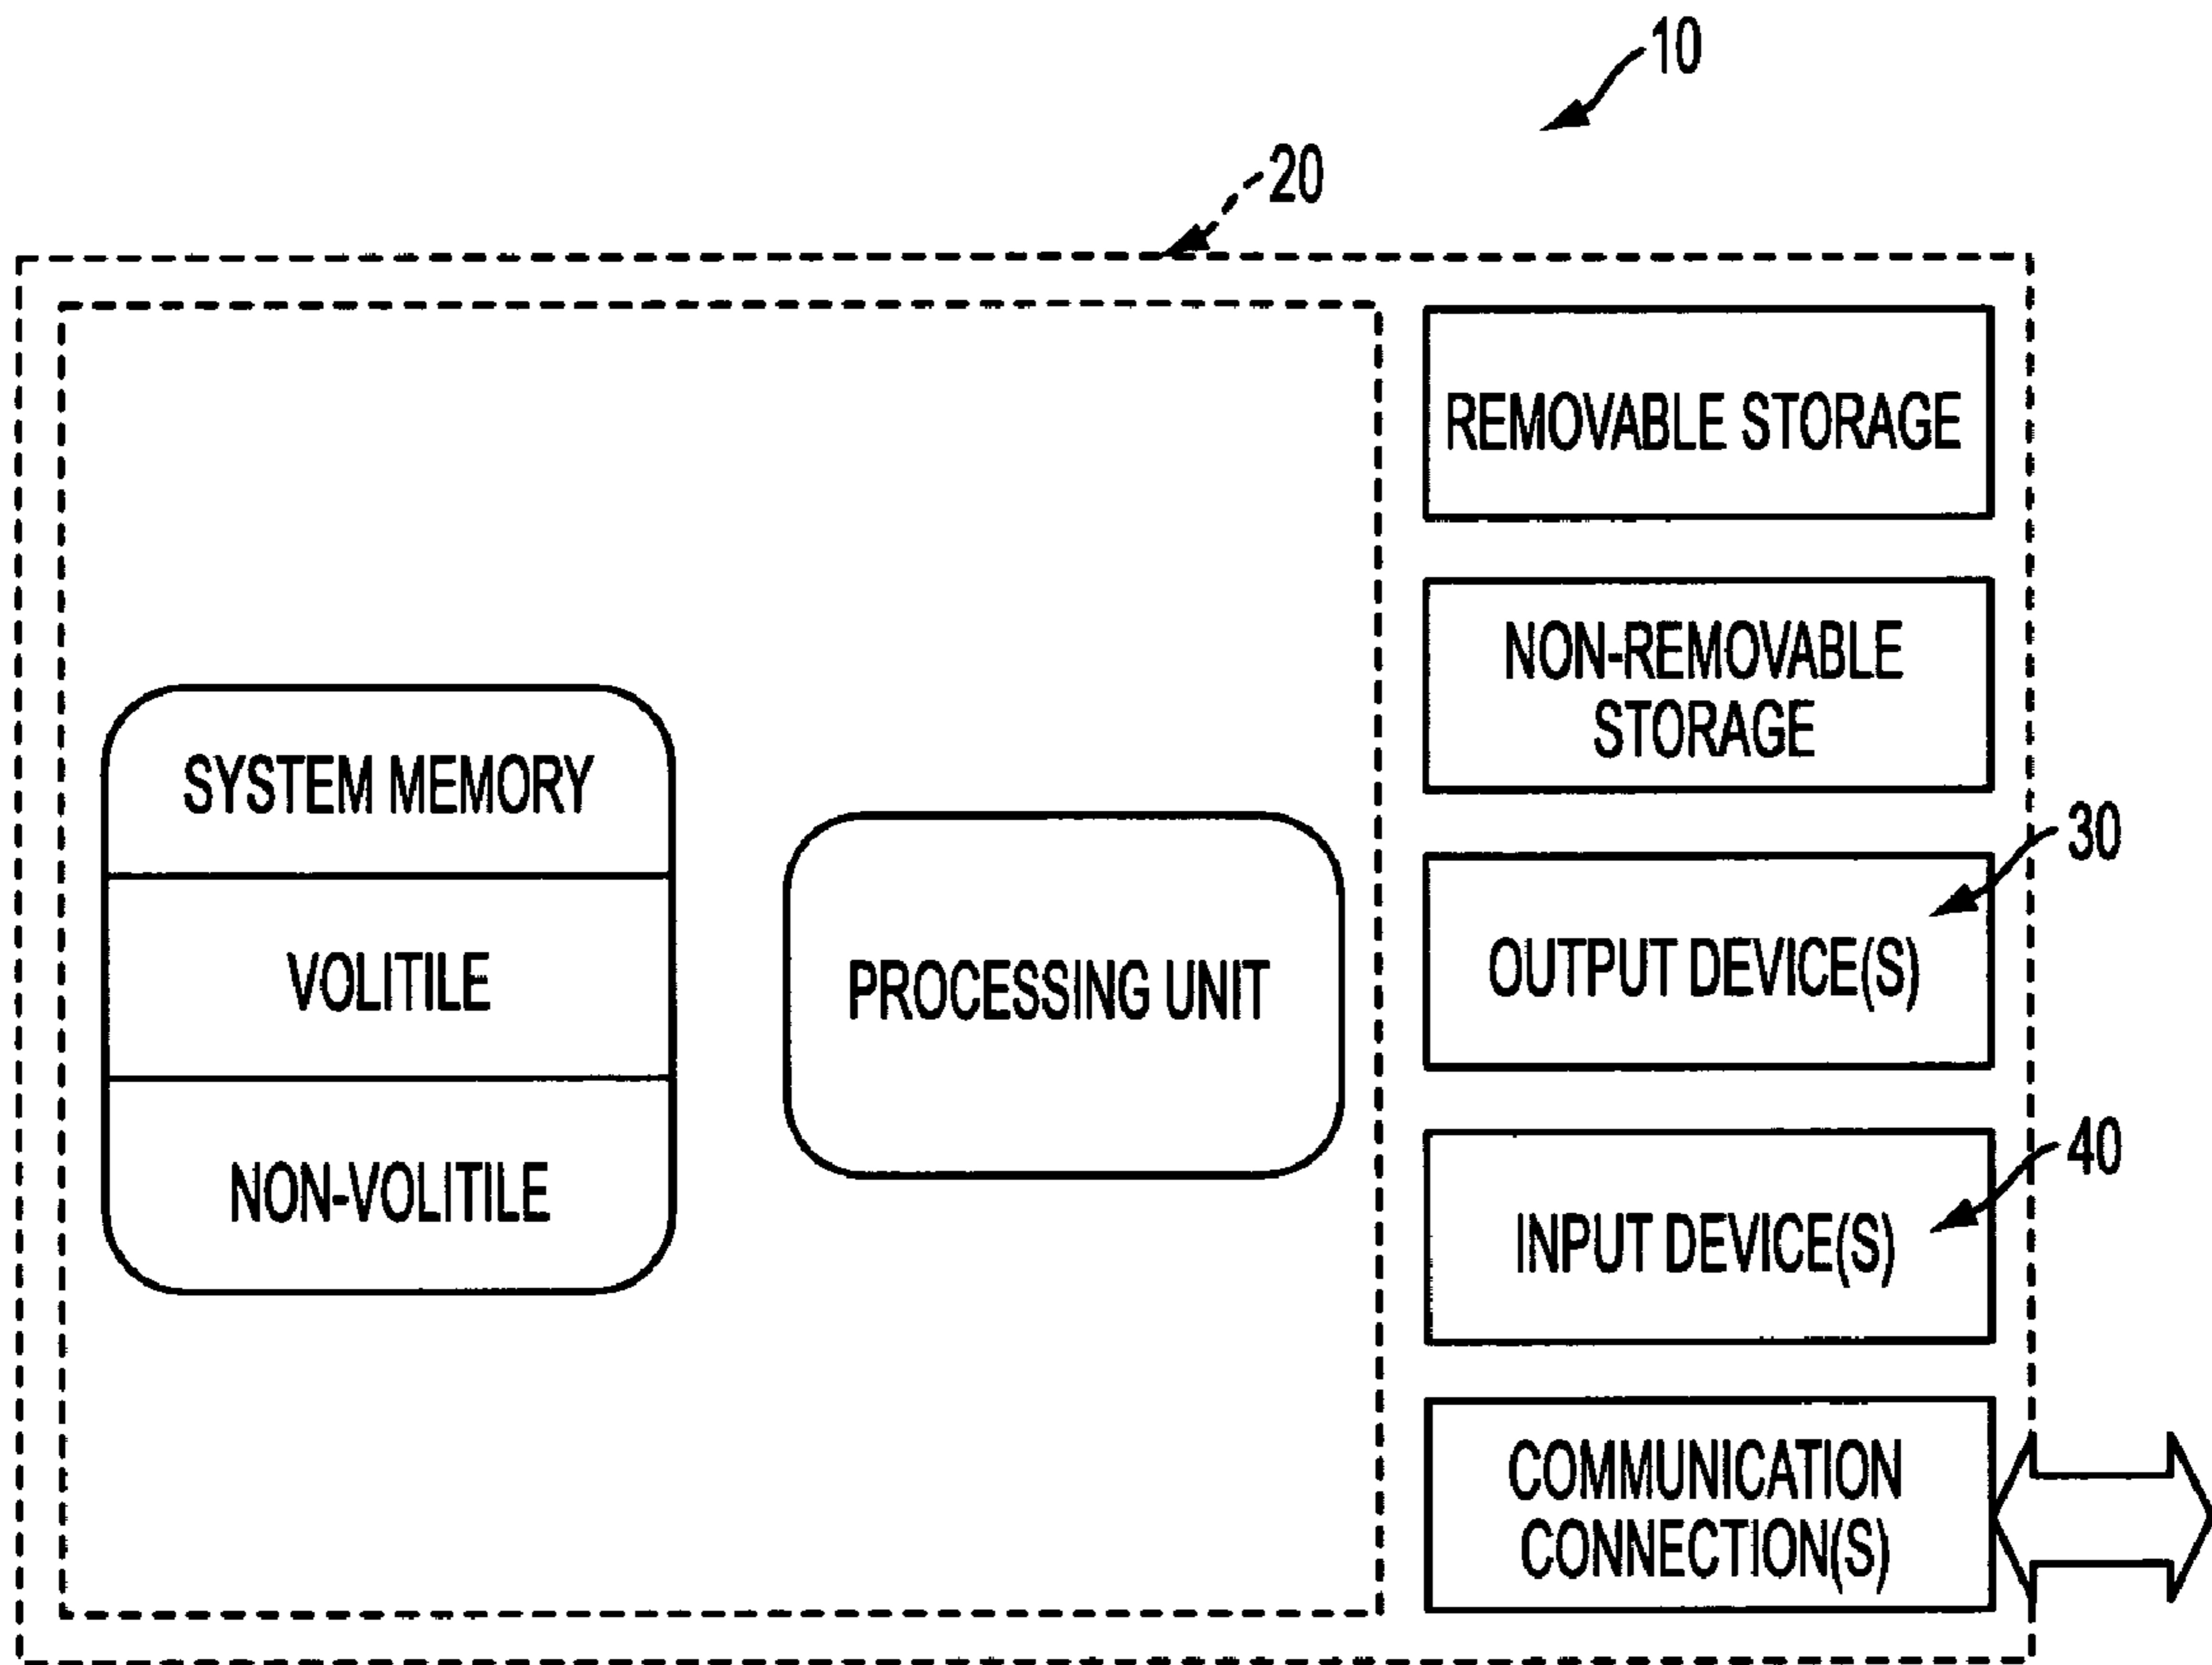 10
20
REMOVABLE STORAGE
NON-REMOVABLE
STORAGE
SYSTEM MEMORY
VOLITILE
NON-VOLITILE
PROCESSING UNIT
30
OUTPUT DEVICE(S)
40
INPUT DEVICE(S)
COMMUNICATION
CONNECTION(S)